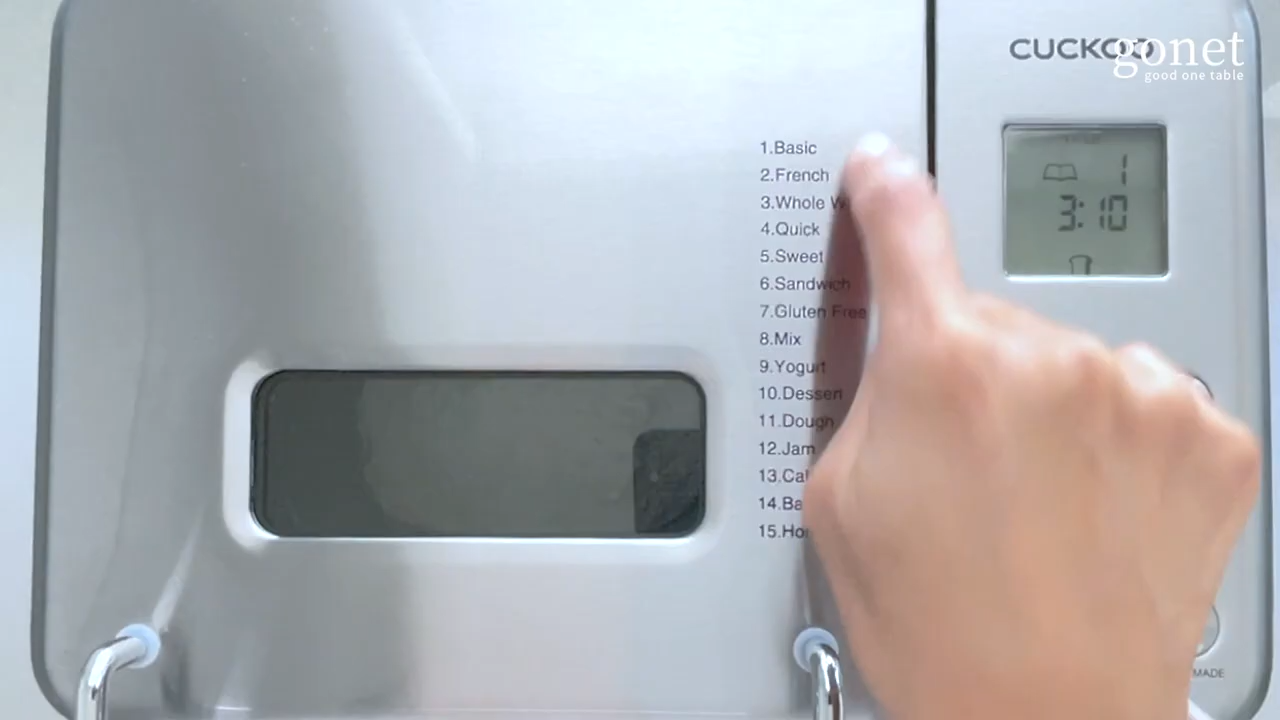 CUCKOO
gonet
good one table
1.Basic
2.French
3.Whole
4.Quick
5.Sweet
6.Sandwich
7.Gluten Free
8.Mix
9.Yogurt
10.Dessert
11.Dough
12.Jam
13.
14.
15.
1
3:10
MADE